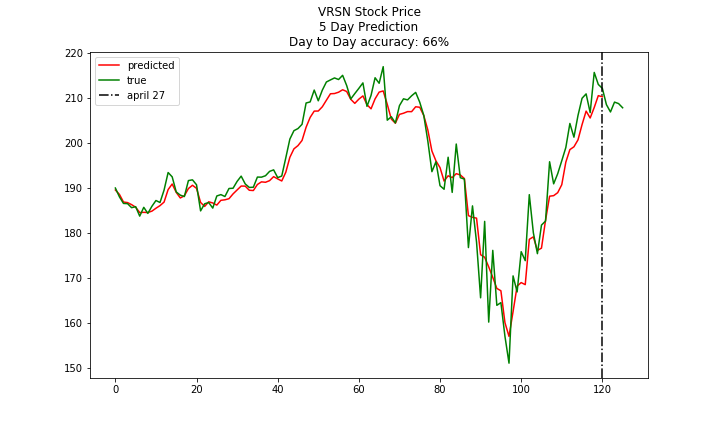 VRSN Stock Price
5 Day Prediction
Day to Day accuracy: 66%
predicted
true
april 27
220
210
200
190
180
170
160
150
0
20
40
60
80
100
120